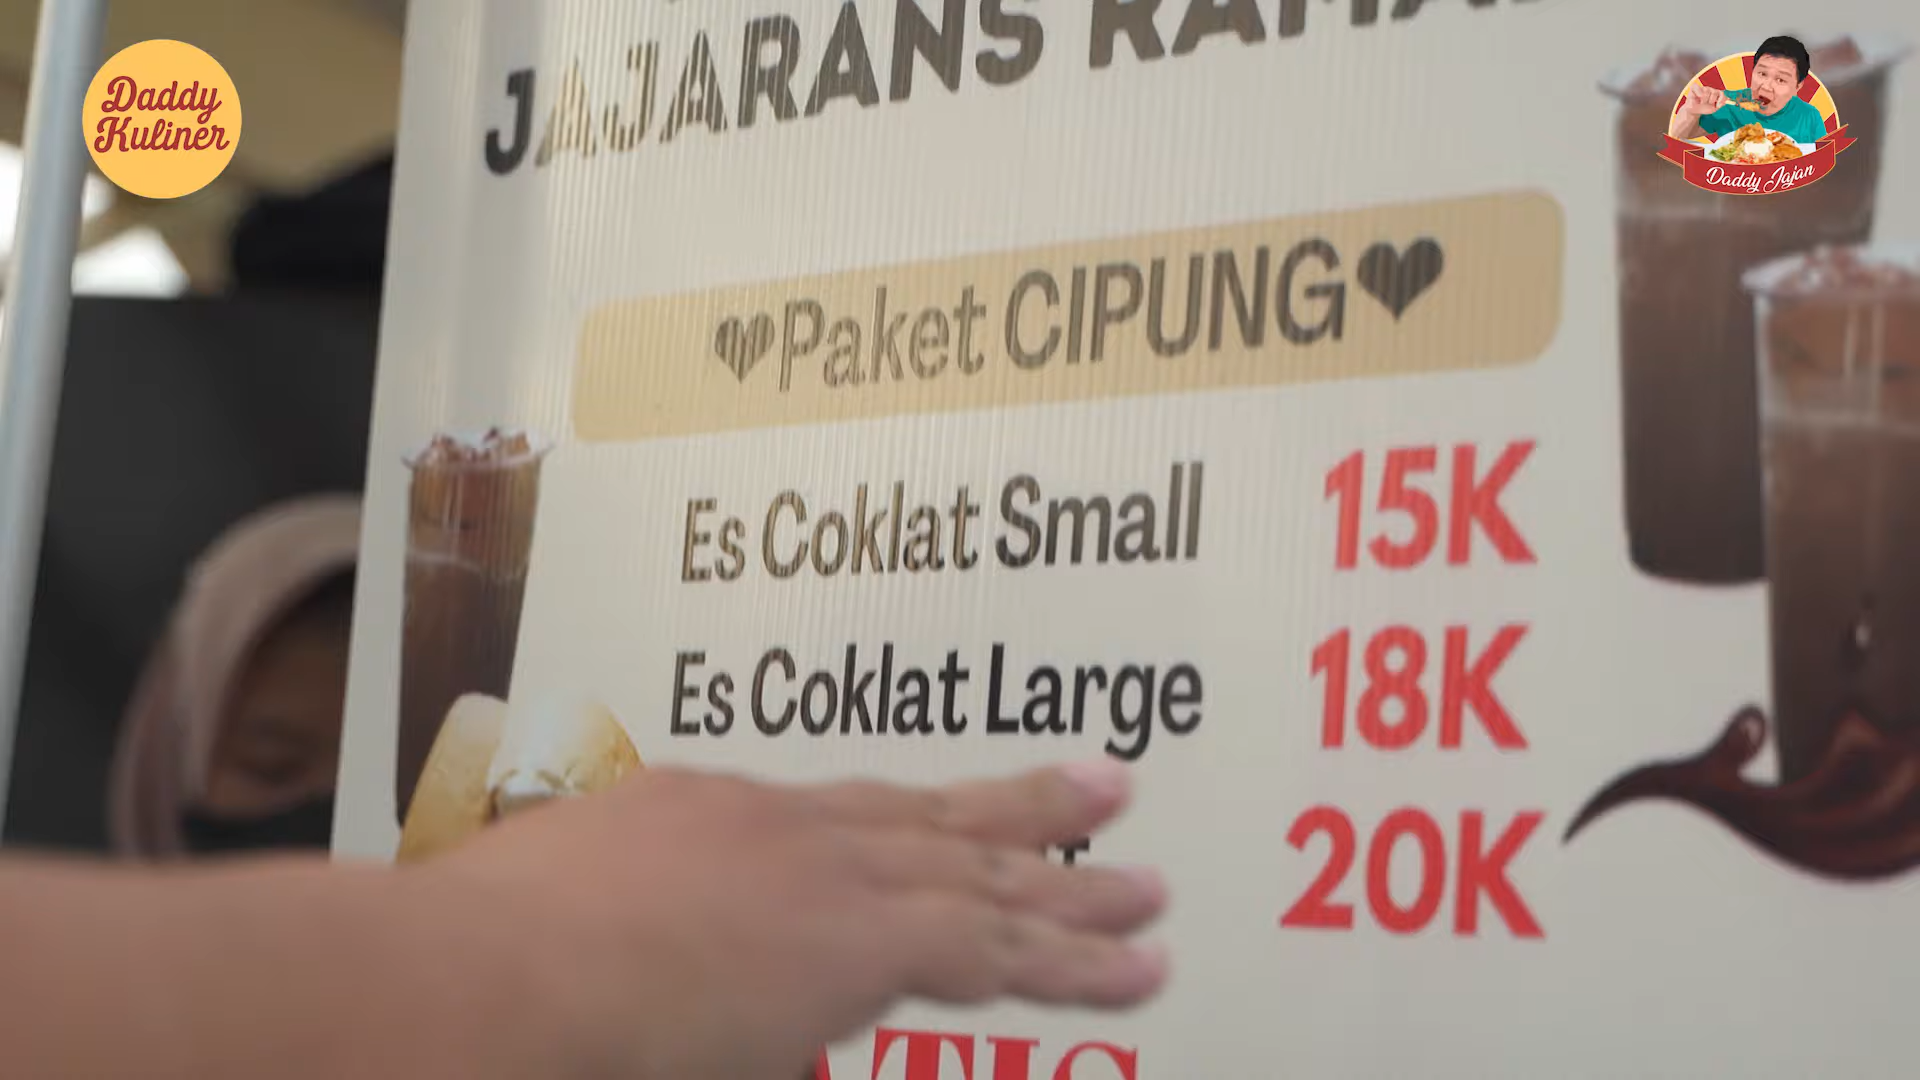 Daddy
Kuliner
Daddy Jajan
JAJARANS
♥Paket CIPUNG♥
Es Coklat Small 15K
Es Coklat Large 18K
20K